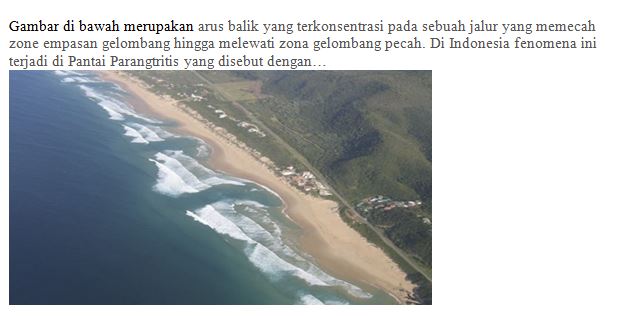 Gambar di bawah merupakan arus balik yang terkonsentrasi pada sebuah jalur yang memecah
zone empasan gelombang hingga melewati zona gelombang pecah. Di Indonesia fenomena ini
terjadi di Pantai Parangtritis yang disebut dengan…